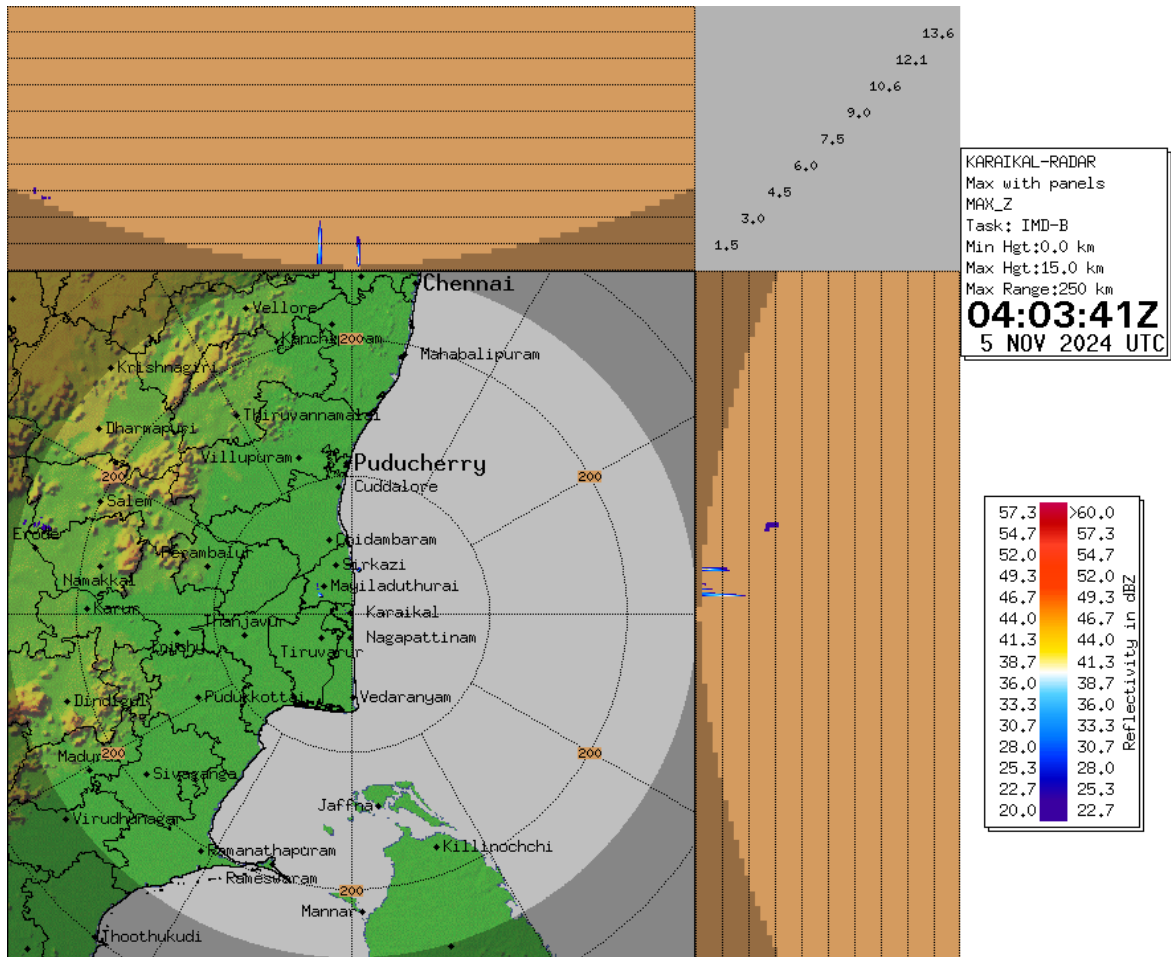 13.6
12.1
10.6
9.0
7.5
6.0
4.5
3.0
1.5
KARAIKAL-RADAR
Max with panels
MAX_Z
Task: IMD-B
Min Hgt:0.0 km
Max Hgt:15.0 km
Max Range:250 km
04:03:41Z
5 NOV 2024 UTC
Chennai
Vellore
200
Mahabalipuram
Krishnagiri
Thiruvannamalai
Dharmapuri
Villupuram
Puducherry
200
200
Cuddalore
Salem
Erode
Chidambaram
Perambalur
Sirkazi
Namakkal
Mayiladuthurai
Karur
Karaikal
Thanjavur
Nagapattinam
Tiruvarur
Dindigul
Pudukkottai
Vedaranyam
200
200
Sivaganga
Jaffna
Virudhunagar
Killinochchi
Ramanathapuram
Rameswaram
200
Mannar
Thoothukudi
57.3 >60.0
54.7 57.3
52.0 54.7
49.3 52.0
46.7 49.3
44.0 46.7
41.3 44.0
38.7 41.3
36.0 38.7
33.3 36.0
30.7 33.3
28.0 30.7
25.3 28.0
22.7 25.3
20.0 22.7
Reflectivity in dBZ